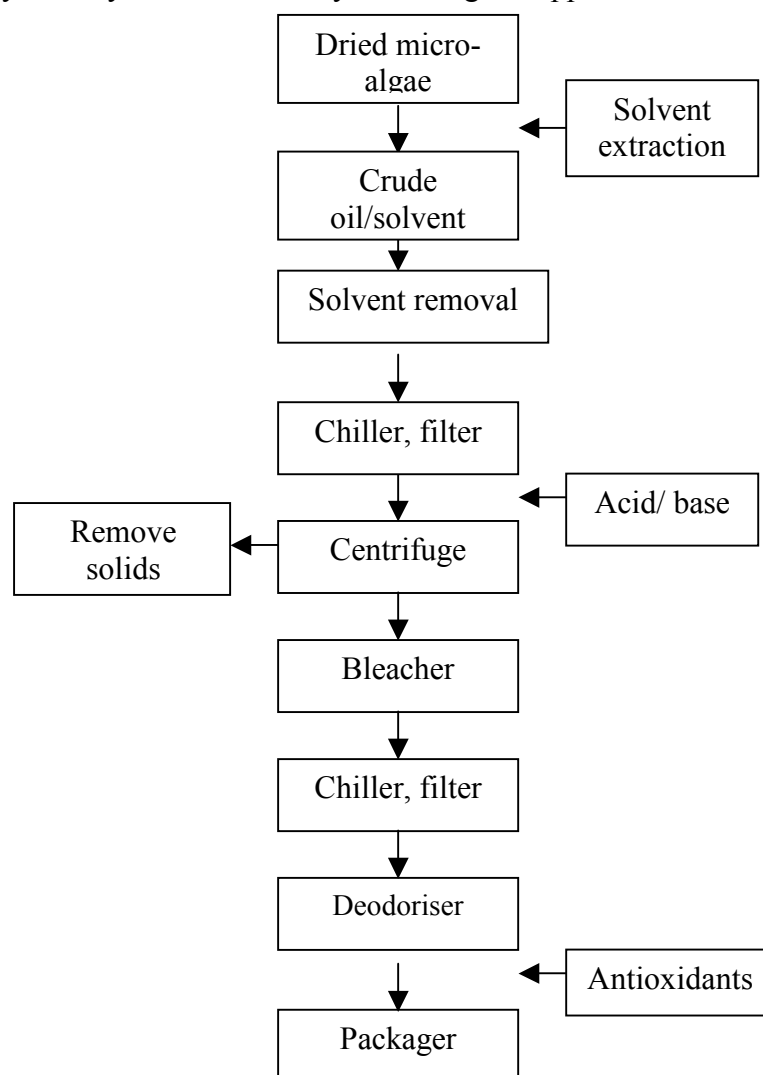 Dried micro-
algae
Solvent
extraction
Crude
oil/solvent
Solvent removal
Chiller, filter
Acid/ base
Remove
solids
Centrifuge
Bleacher
Chiller, filter
Deodoriser
Antioxidants
Packager